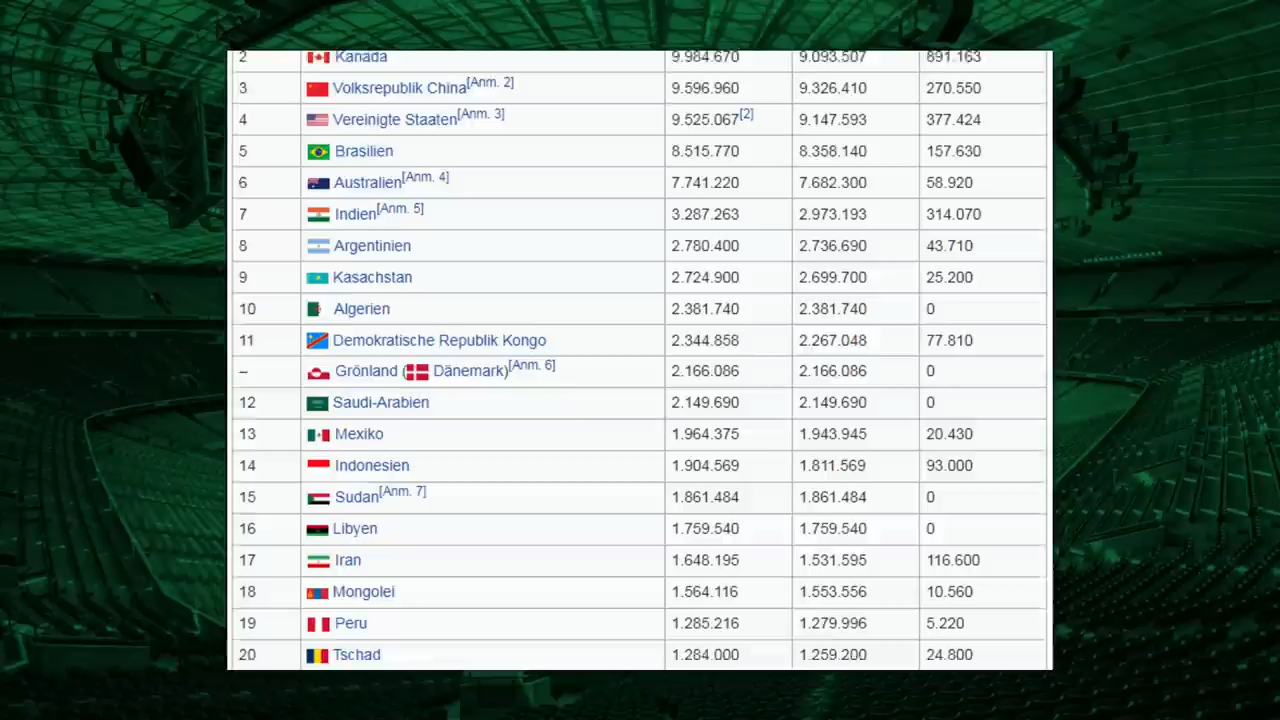 2 Kanada 9.984.670 9.093.507 891.163
3 Volksrepublik China[Anm. 2] 9.596.960 9.326.410 270.550
4 Vereinigte Staaten[Anm. 3] 9.525.067[2] 9.147.593 377.424
5 Brasilien 8.515.770 8.358.140 157.630
6 Australien[Anm. 4] 7.741.220 7.682.300 58.920
7 Indien[Anm. 5] 3.287.263 2.973.193 314.070
8 Argentinien 2.780.400 2.736.690 43.710
9 Kasachstan 2.724.900 2.699.700 25.200
10 Algerien 2.381.740 2.381.740 0
11 Demokratische Republik Kongo 2.344.858 2.267.048 77.810
– Grönland (Dänemark)[Anm. 6] 2.166.086 2.166.086 0
12 Saudi-Arabien 2.149.690 2.149.690 0
13 Mexiko 1.964.375 1.943.945 20.430
14 Indonesien 1.904.569 1.811.569 93.000
15 Sudan[Anm. 7] 1.861.484 1.861.484 0
16 Libyen 1.759.540 1.759.540 0
17 Iran 1.648.195 1.531.595 116.600
18 Mongolei 1.564.116 1.553.556 10.560
19 Peru 1.285.216 1.279.996 5.220
20 Tschad 1.284.000 1.259.200 24.800